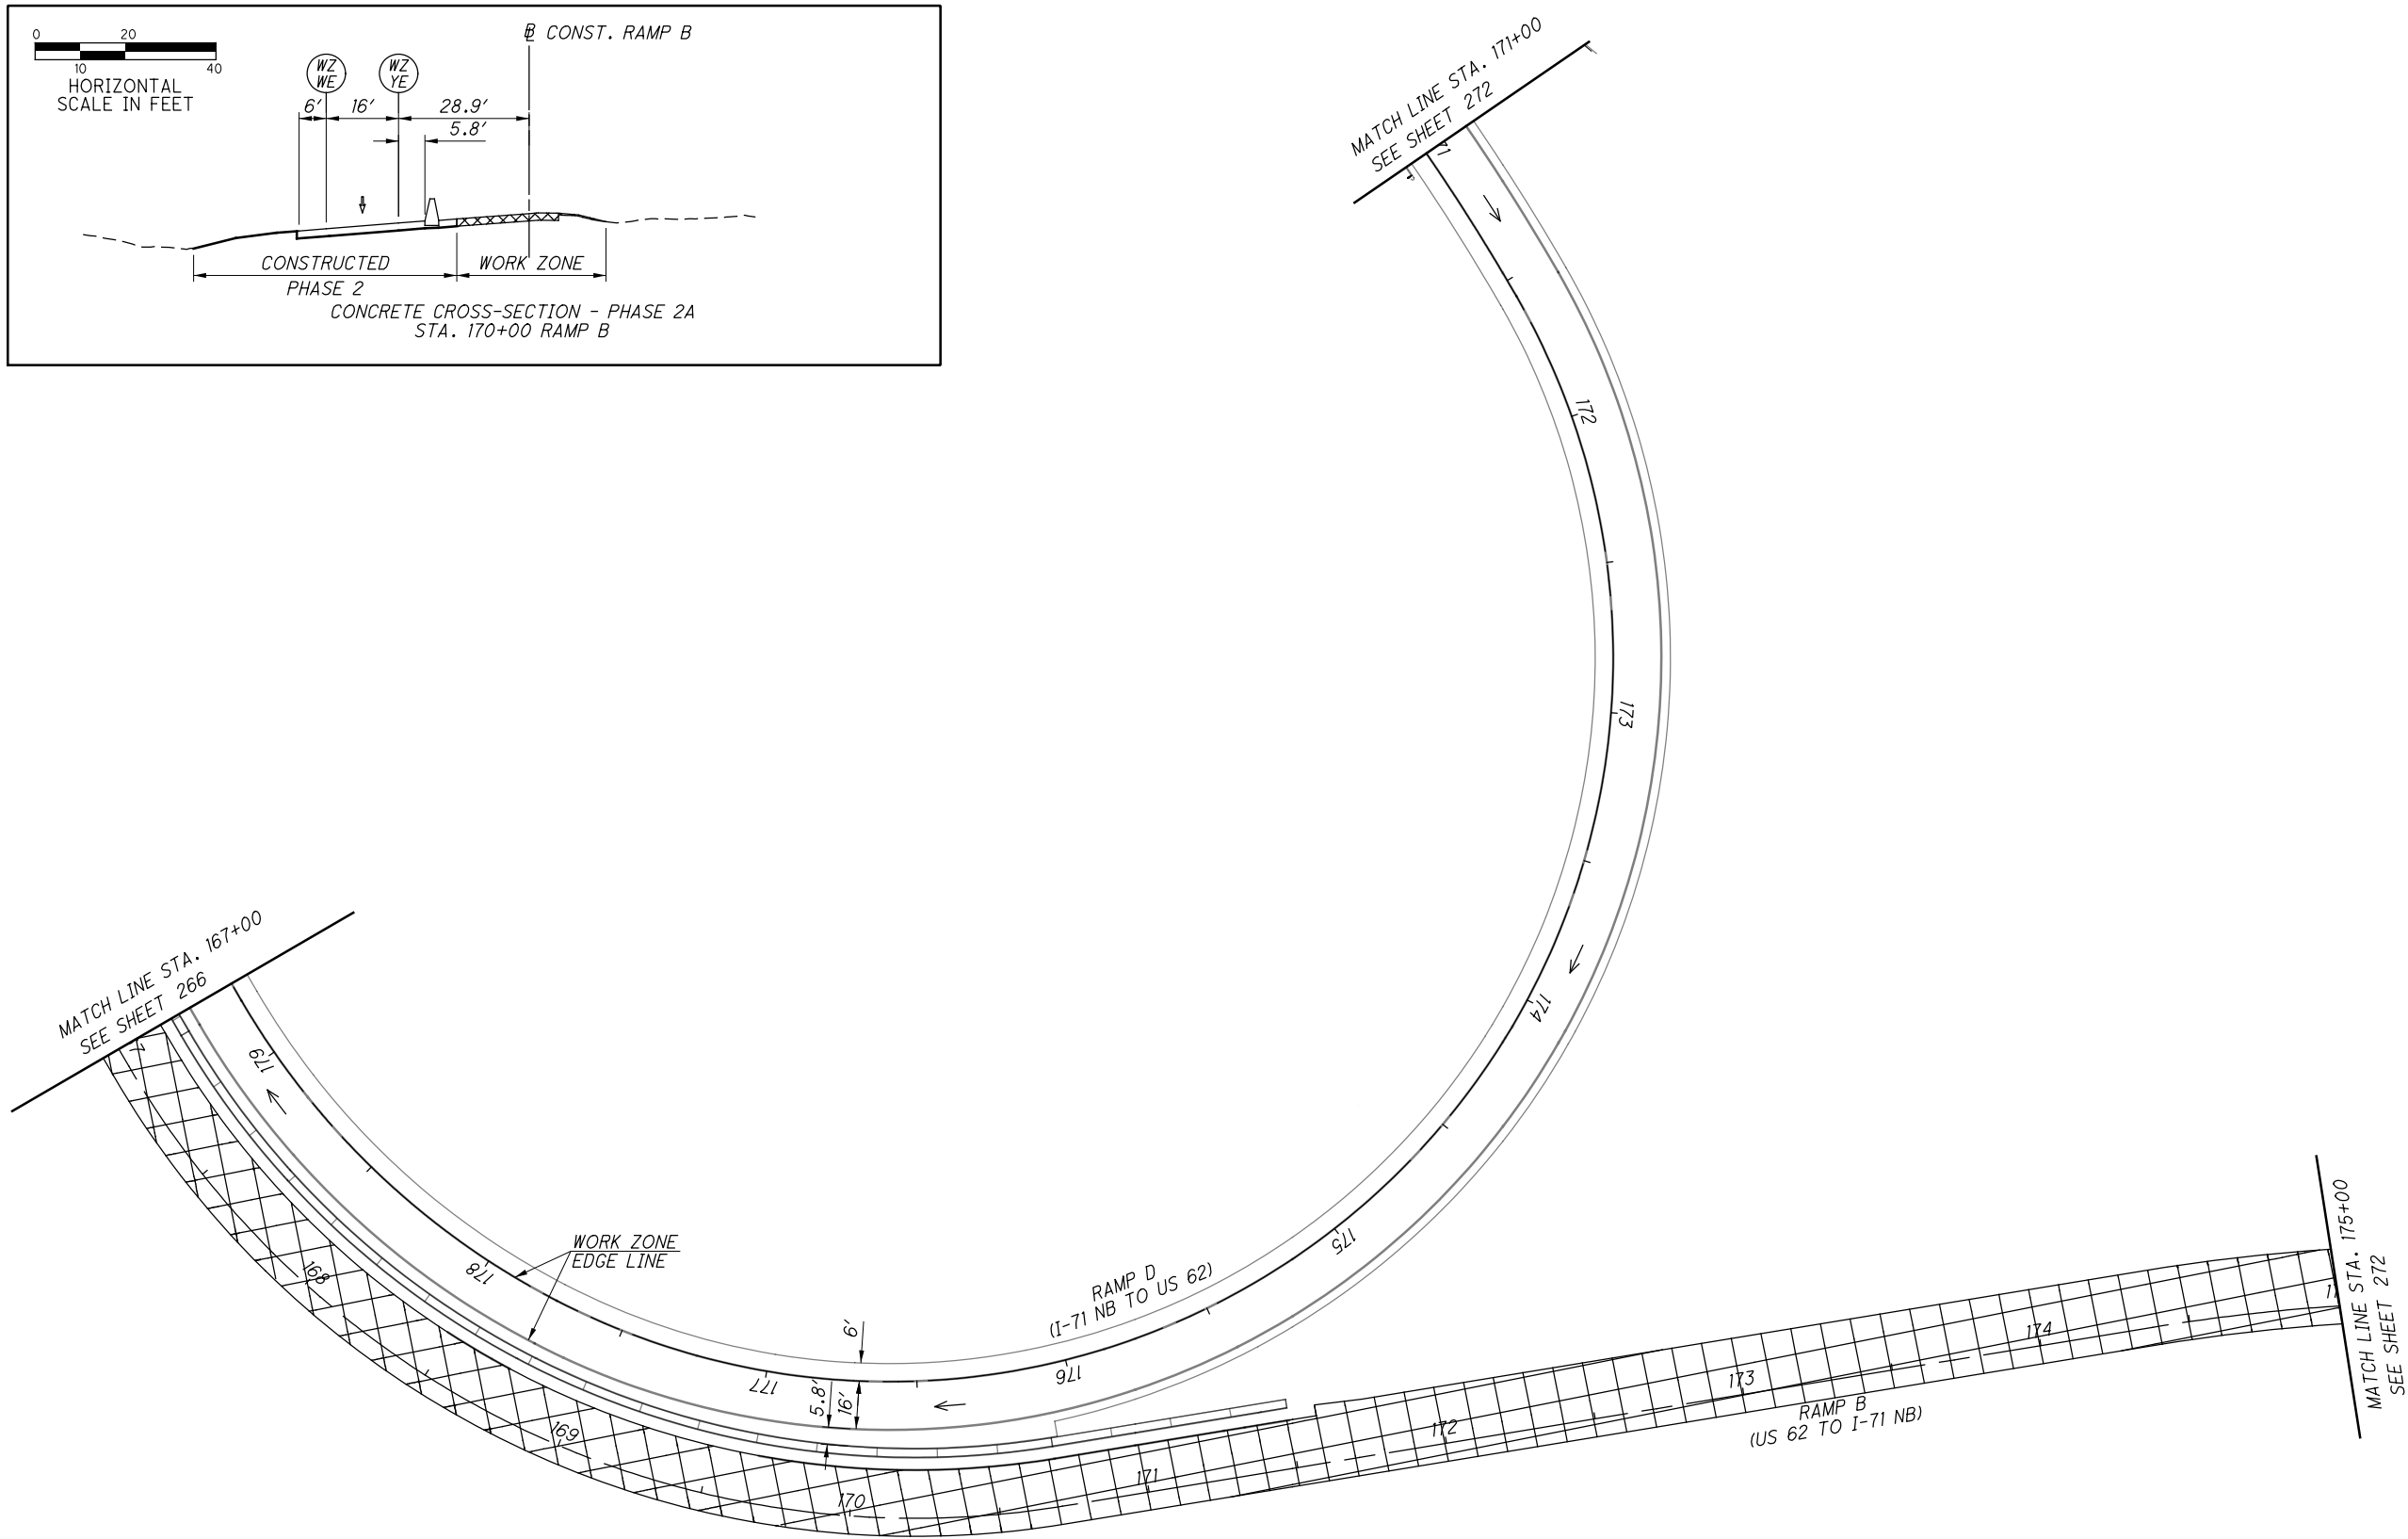 0 20
10 40
HORIZONTAL
SCALE IN FEET
WZ
WE
WZ
YE
℄ CONST. RAMP B
6' 16' 28.9'
5.8'
CONSTRUCTED WORK ZONE
PHASE 2
CONCRETE CROSS-SECTION - PHASE 2A
STA. 170+00 RAMP B
MATCH LINE STA. 171+00
SEE SHEET 272
172
173
174
175
176
177
178
179
MATCH LINE STA. 167+00
SEE SHEET 266
7
WORK ZONE
EDGE LINE
RAMP D
(I-71 NB TO US 62)
6'
5.8'
16'
168
169
170
171
172
173
174
RAMP B
(US 62 TO I-71 NB)
MATCH LINE STA. 175+00
SEE SHEET 272